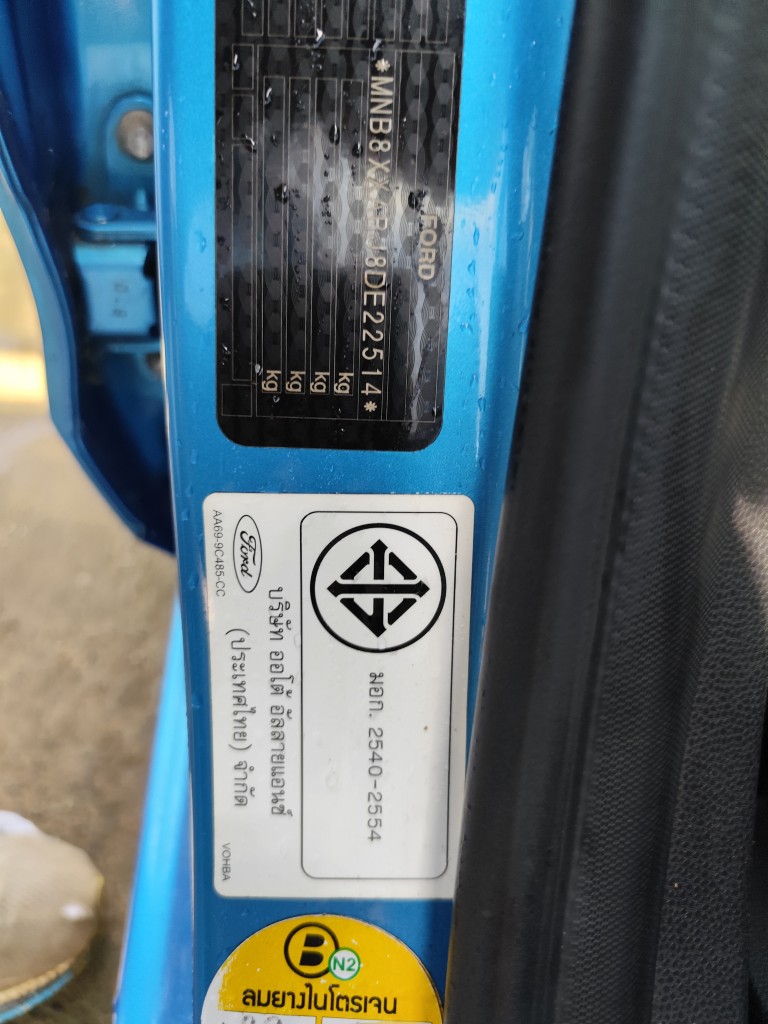 FORD
*MNB8XXMRJ8DE22514*
kg
kg
kg
kg
0.8
มอก. 2540-2554
Ford
บริษัท ออโต้ อัลลายแอนซ์
(ประเทศไทย) จำกัด
AA69-9C485-CC
VOHBA
B
N2
ลมยางไนโตรเจน